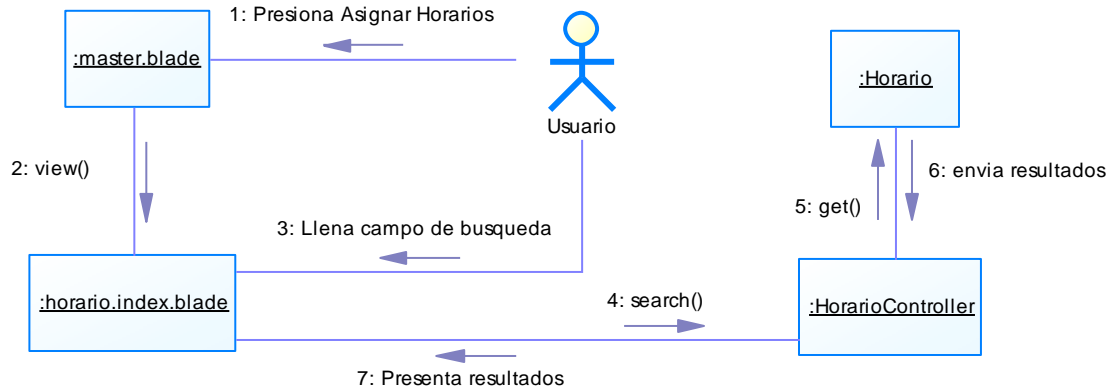 1: Presiona Asignar Horarios
:master.blade
:Horario
Usuario
2: view()
6: envia resultados
5: get()
3: Llena campo de busqueda
:horario.index.blade
4: search()
:HorarioController
7: Presenta resultados